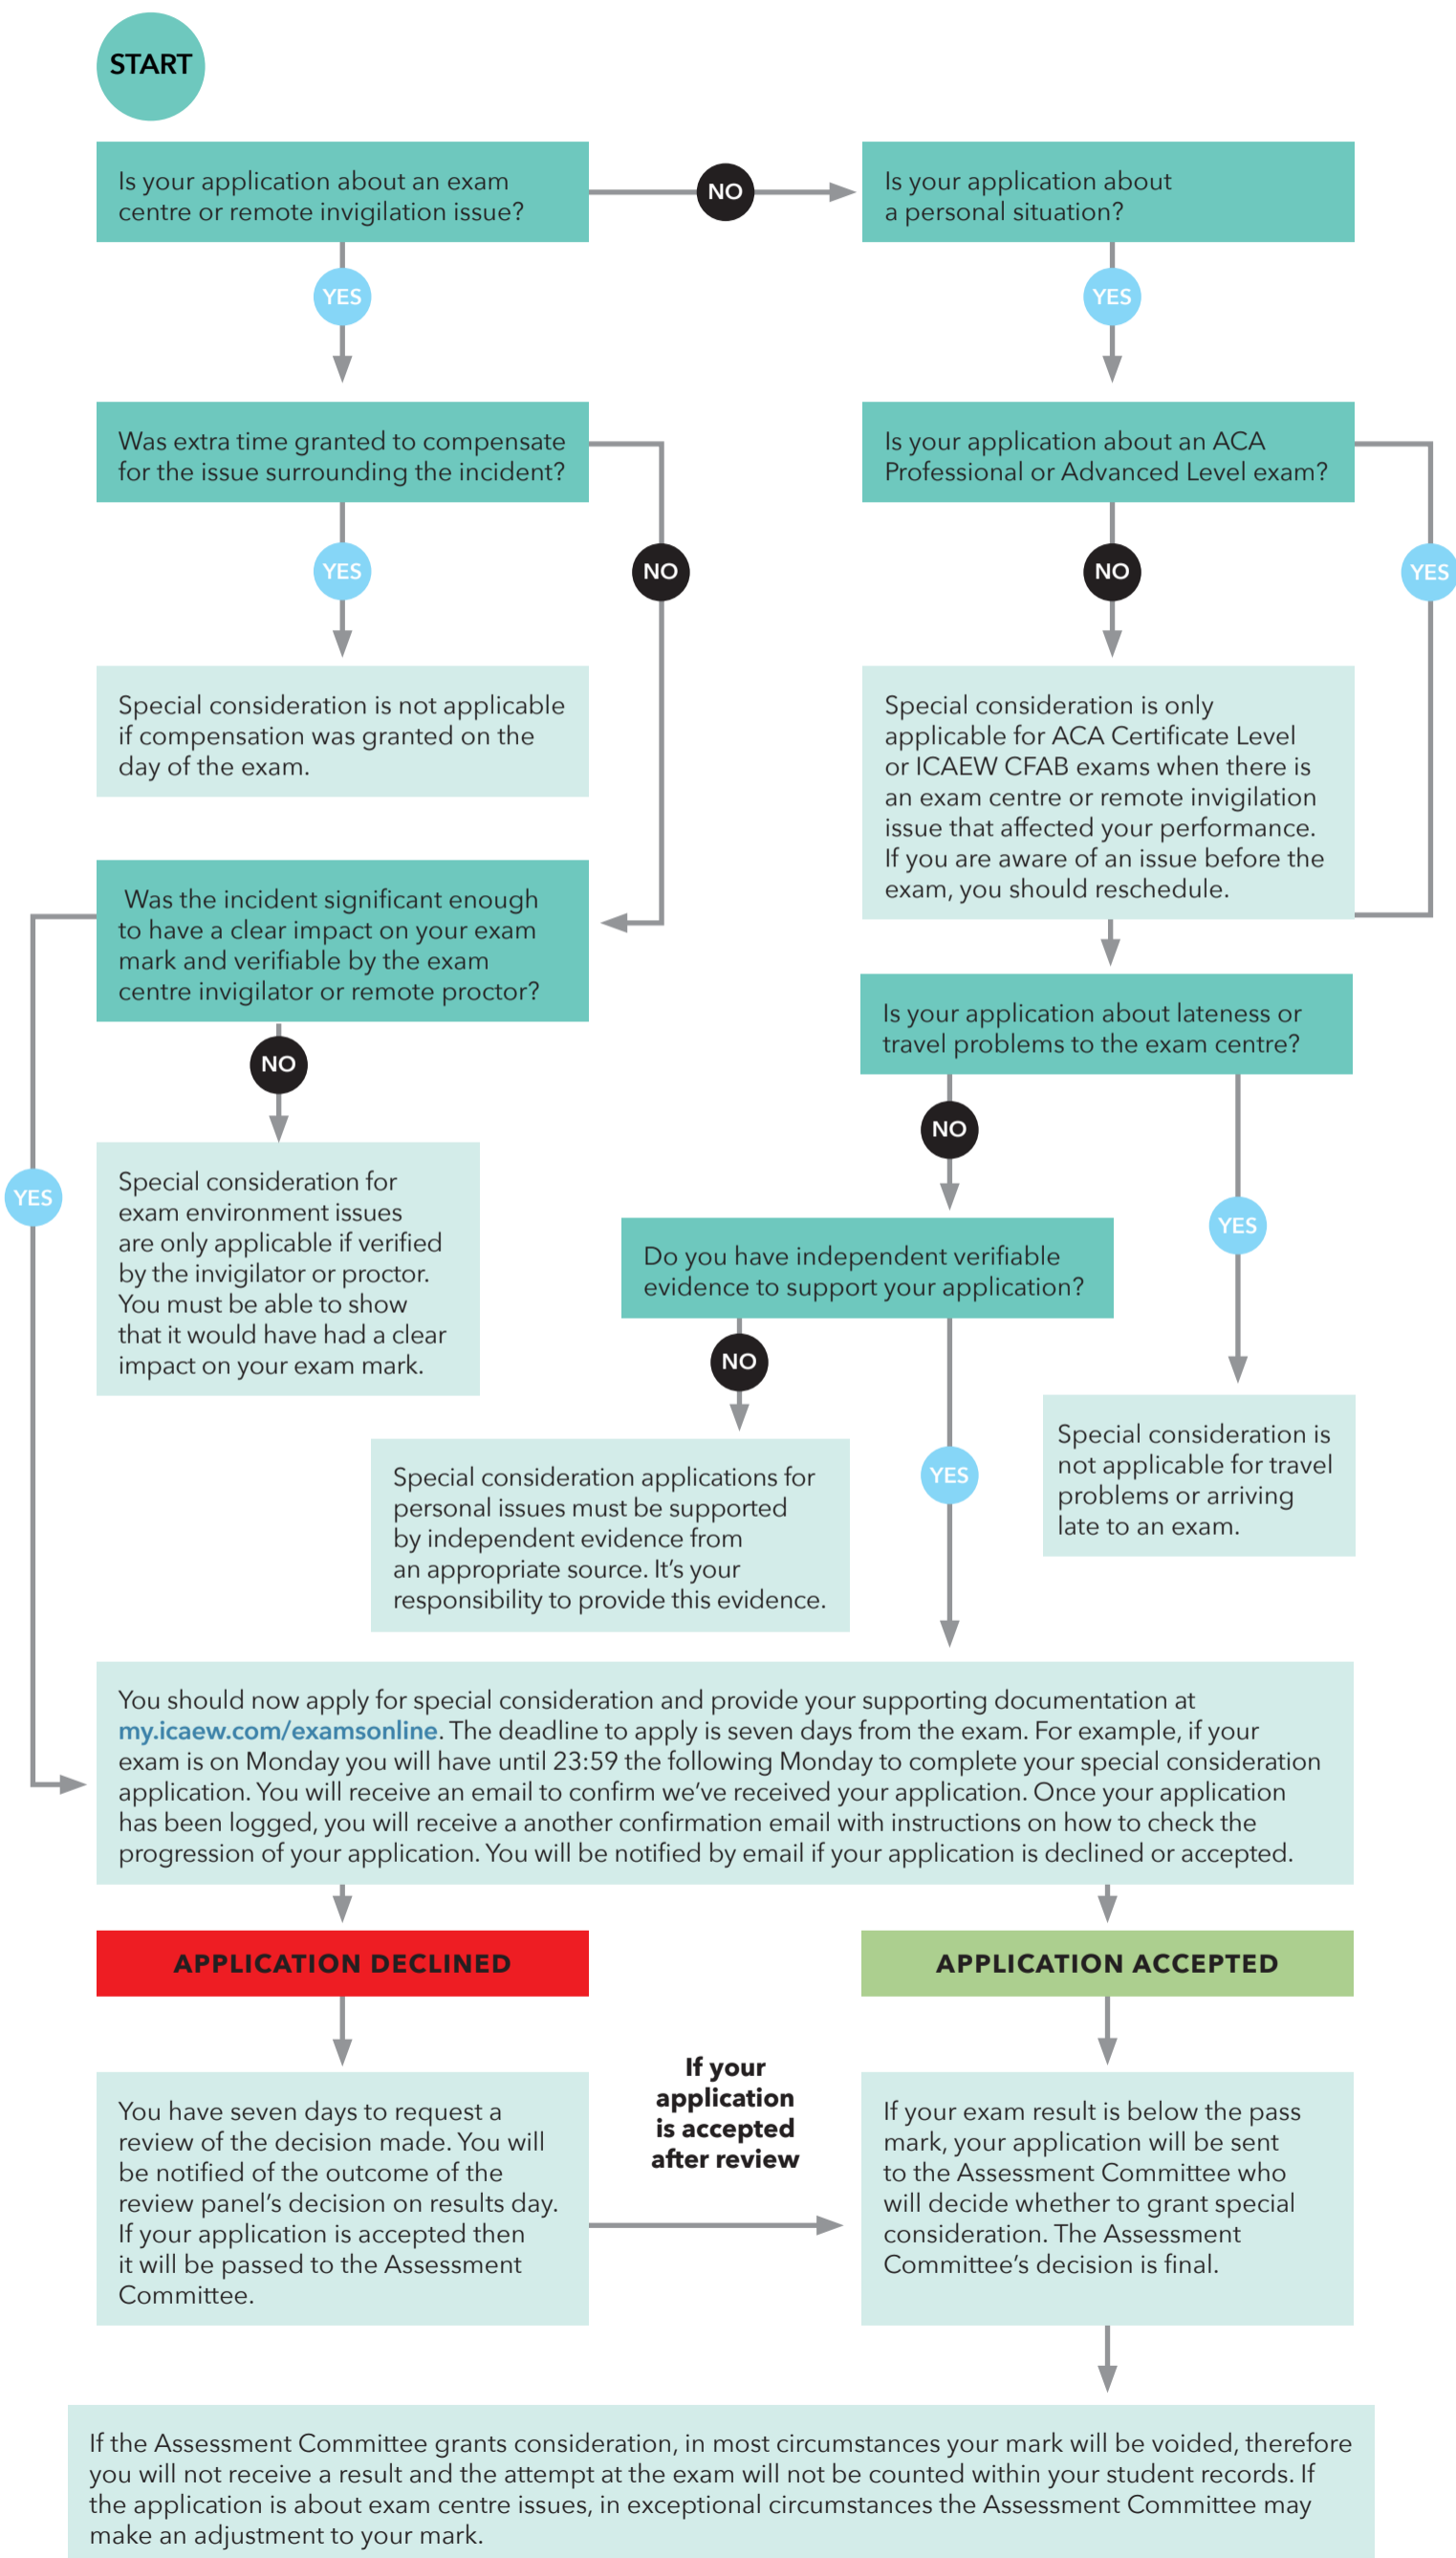 START
Is your application about an exam
centre or remote invigilation issue?
NO
Is your application about
a personal situation?
YES
YES
Was extra time granted to compensate
for the issue surrounding the incident?
Is your application about an ACA
Professional or Advanced Level exam?
YES
NO
NO
YES
Special consideration is not applicable
if compensation was granted on the
day of the exam.
Special consideration is only
applicable for ACA Certificate Level
or ICAEW CFAB exams when there is
an exam centre or remote invigilation
issue that affected your performance.
If you are aware of an issue before the
exam, you should reschedule.
Was the incident significant enough
to have a clear impact on your exam
mark and verifiable by the exam
centre invigilator or remote proctor?
Is your application about lateness or
travel problems to the exam centre?
NO
NO
YES
YES
Special consideration for
exam environment issues
are only applicable if verified
by the invigilator or proctor.
You must be able to show
that it would have had a clear
impact on your exam mark.
Do you have independent verifiable
evidence to support your application?
NO
YES
Special consideration is
not applicable for travel
problems or arriving
late to an exam.
Special consideration applications for
personal issues must be supported
by independent evidence from
an appropriate source. It's your
responsibility to provide this evidence.
You should now apply for special consideration and provide your supporting documentation at
my.icaew.com/examsonline. The deadline to apply is seven days from the exam. For example, if your
exam is on Monday you will have until 23:59 the following Monday to complete your special consideration
application. You will receive an email to confirm we've received your application. Once your application
has been logged, you will receive a another confirmation email with instructions on how to check the
progression of your application. You will be notified by email if your application is declined or accepted.
APPLICATION DECLINED
APPLICATION ACCEPTED
You have seven days to request a
review of the decision made. You will
be notified of the outcome of the
review panel's decision on results day.
If your application is accepted then
it will be passed to the Assessment
Committee.
If your
application
is accepted
after review
If your exam result is below the pass
mark, your application will be sent
to the Assessment Committee who
will decide whether to grant special
consideration. The Assessment
Committee's decision is final.
If the Assessment Committee grants consideration, in most circumstances your mark will be voided, therefore
you will not receive a result and the attempt at the exam will not be counted within your student records. If
the application is about exam centre issues, in exceptional circumstances the Assessment Committee may
make an adjustment to your mark.